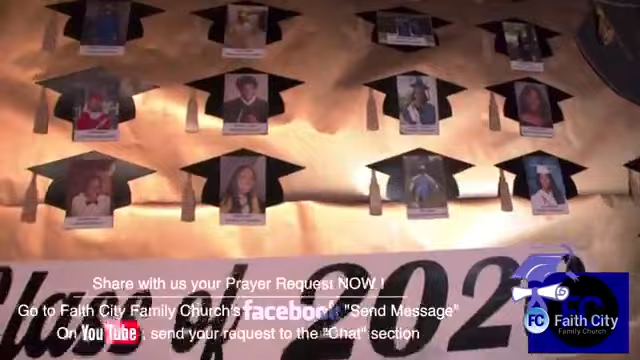 Class of 202
Share with us your Prayer Request NOW !
Go to Faith City Family Church's facebook "Send Message"
On YouTube, send your request to the "Chat" section
FC Faith City
Family Church